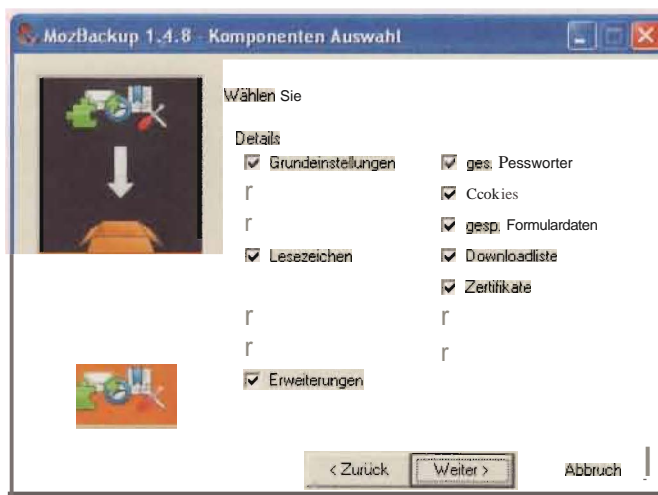 MozBackup 1.4.8 - Komponenten Auswahl
Wählen Sie
Details
Grundeinstellungen
ges. Pessworter
r
Ccokies
r
gesp. Formulardaten
Lesezeichen
Downloadliste
Zertifikate
r
r
r
r
Erweiterungen
< Zurück
Weiter >
Abbruch